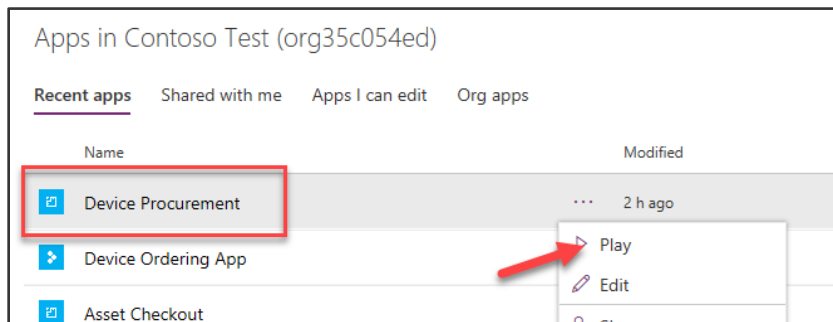 Apps in Contoso Test (org35c054ed)
Recent apps Shared with me Apps I can edit Org apps
Name Modified
Device Procurement ... 2 h ago
Play
Device Ordering App
Edit
Asset Checkout